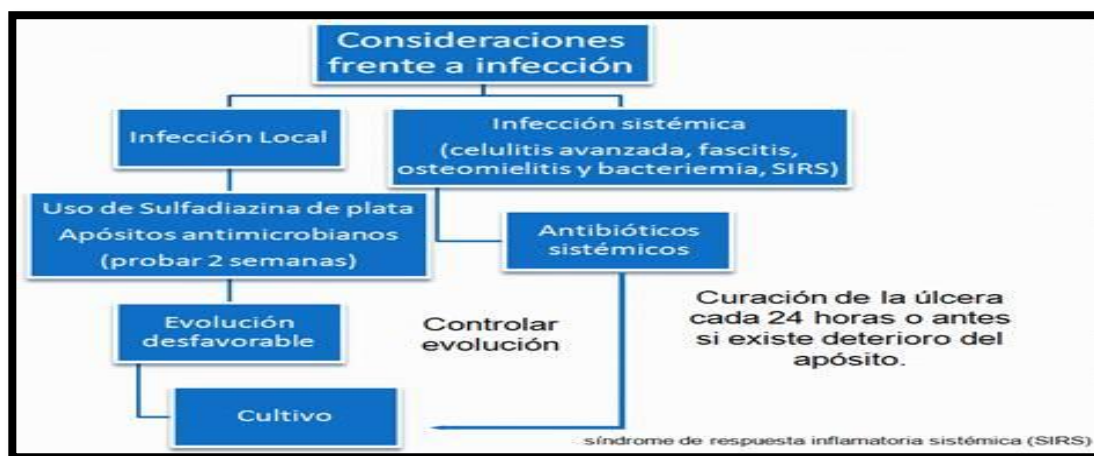 Consideraciones
frente a infección
Infección Local
Infección sistémica
(celulitis avanzada, fascitis,
osteomielitis y bacteriemia, SIRS)
Uso de Sulfadiazina de plata
Apósitos antimicrobianos
(probar 2 semanas)
Antibióticos
sistémicos
Evolución
desfavorable
Controlar
evolución
Curación de la úlcera
cada 24 horas o antes
si existe deterioro del
apósito.
Cultivo
síndrome de respuesta inflamatoria sistémica (SIRS)